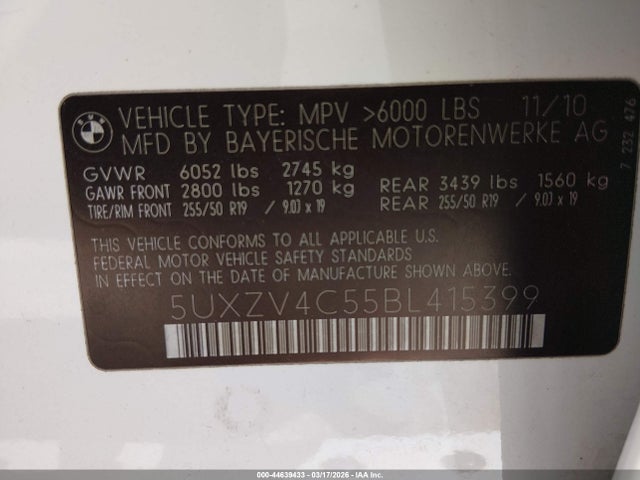 BMW
VEHICLE TYPE: MPV >6000 LBS 11/10
MFD BY BAYERISCHE MOTORENWERKE AG
GVWR 6052 lbs 2745 kg
GAWR FRONT 2800 lbs 1270 kg REAR 3439 lbs 1560 kg
TIRE/RIM FRONT 255/50 R19 / 9.0J x 19 REAR 255/50 R19 / 9.0J x 19
THIS VEHICLE CONFORMS TO ALL APPLICABLE U.S.
FEDERAL MOTOR VEHICLE SAFETY STANDARDS
IN EFFECT ON THE DATE OF MANUFACTURE SHOWN ABOVE.
5UXZV4C55BL415399
7 232 476
000-44639433 - 03/17/2026 - IAA Inc.